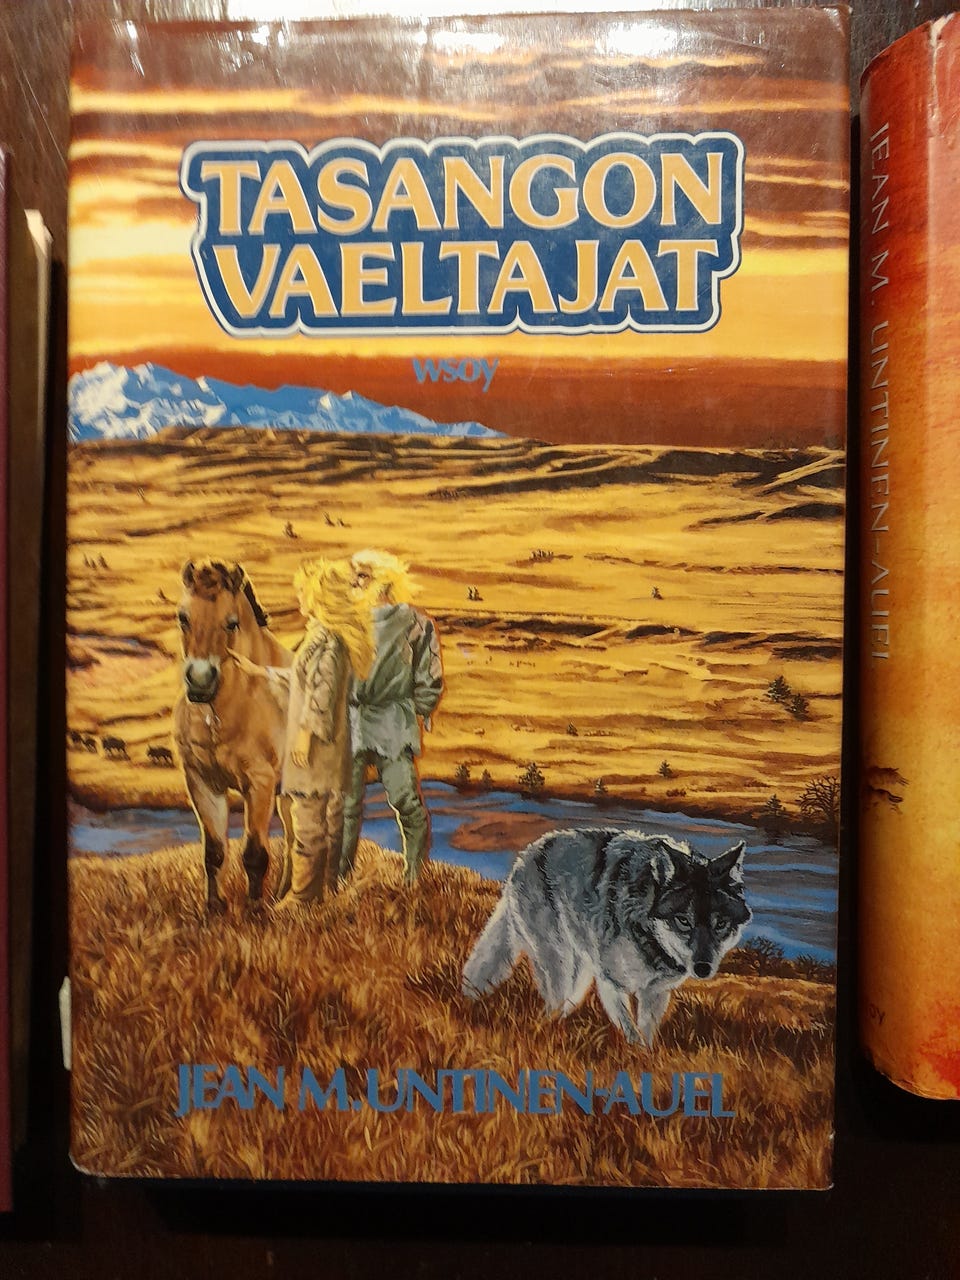 TASANGON
VAELTAJAT
wsoy
JEAN M. UNTINEN-AUEL
JEAN M. UNTINEN-AUEL